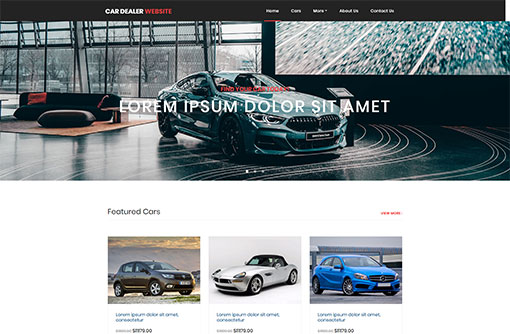 CAR DEALER WEBSITE
Home Cars More About Us Contact Us
FIND YOUR CAR TODAY!
LOREM IPSUM DOLOR SIT AMET
Featured Cars
VIEW MORE
Lorem ipsum dolor sit amet, consectetur
$11179.00
Lorem ipsum dolor sit amet, consectetur
$11179.00
Lorem ipsum dolor sit amet, consectetur
$11179.00